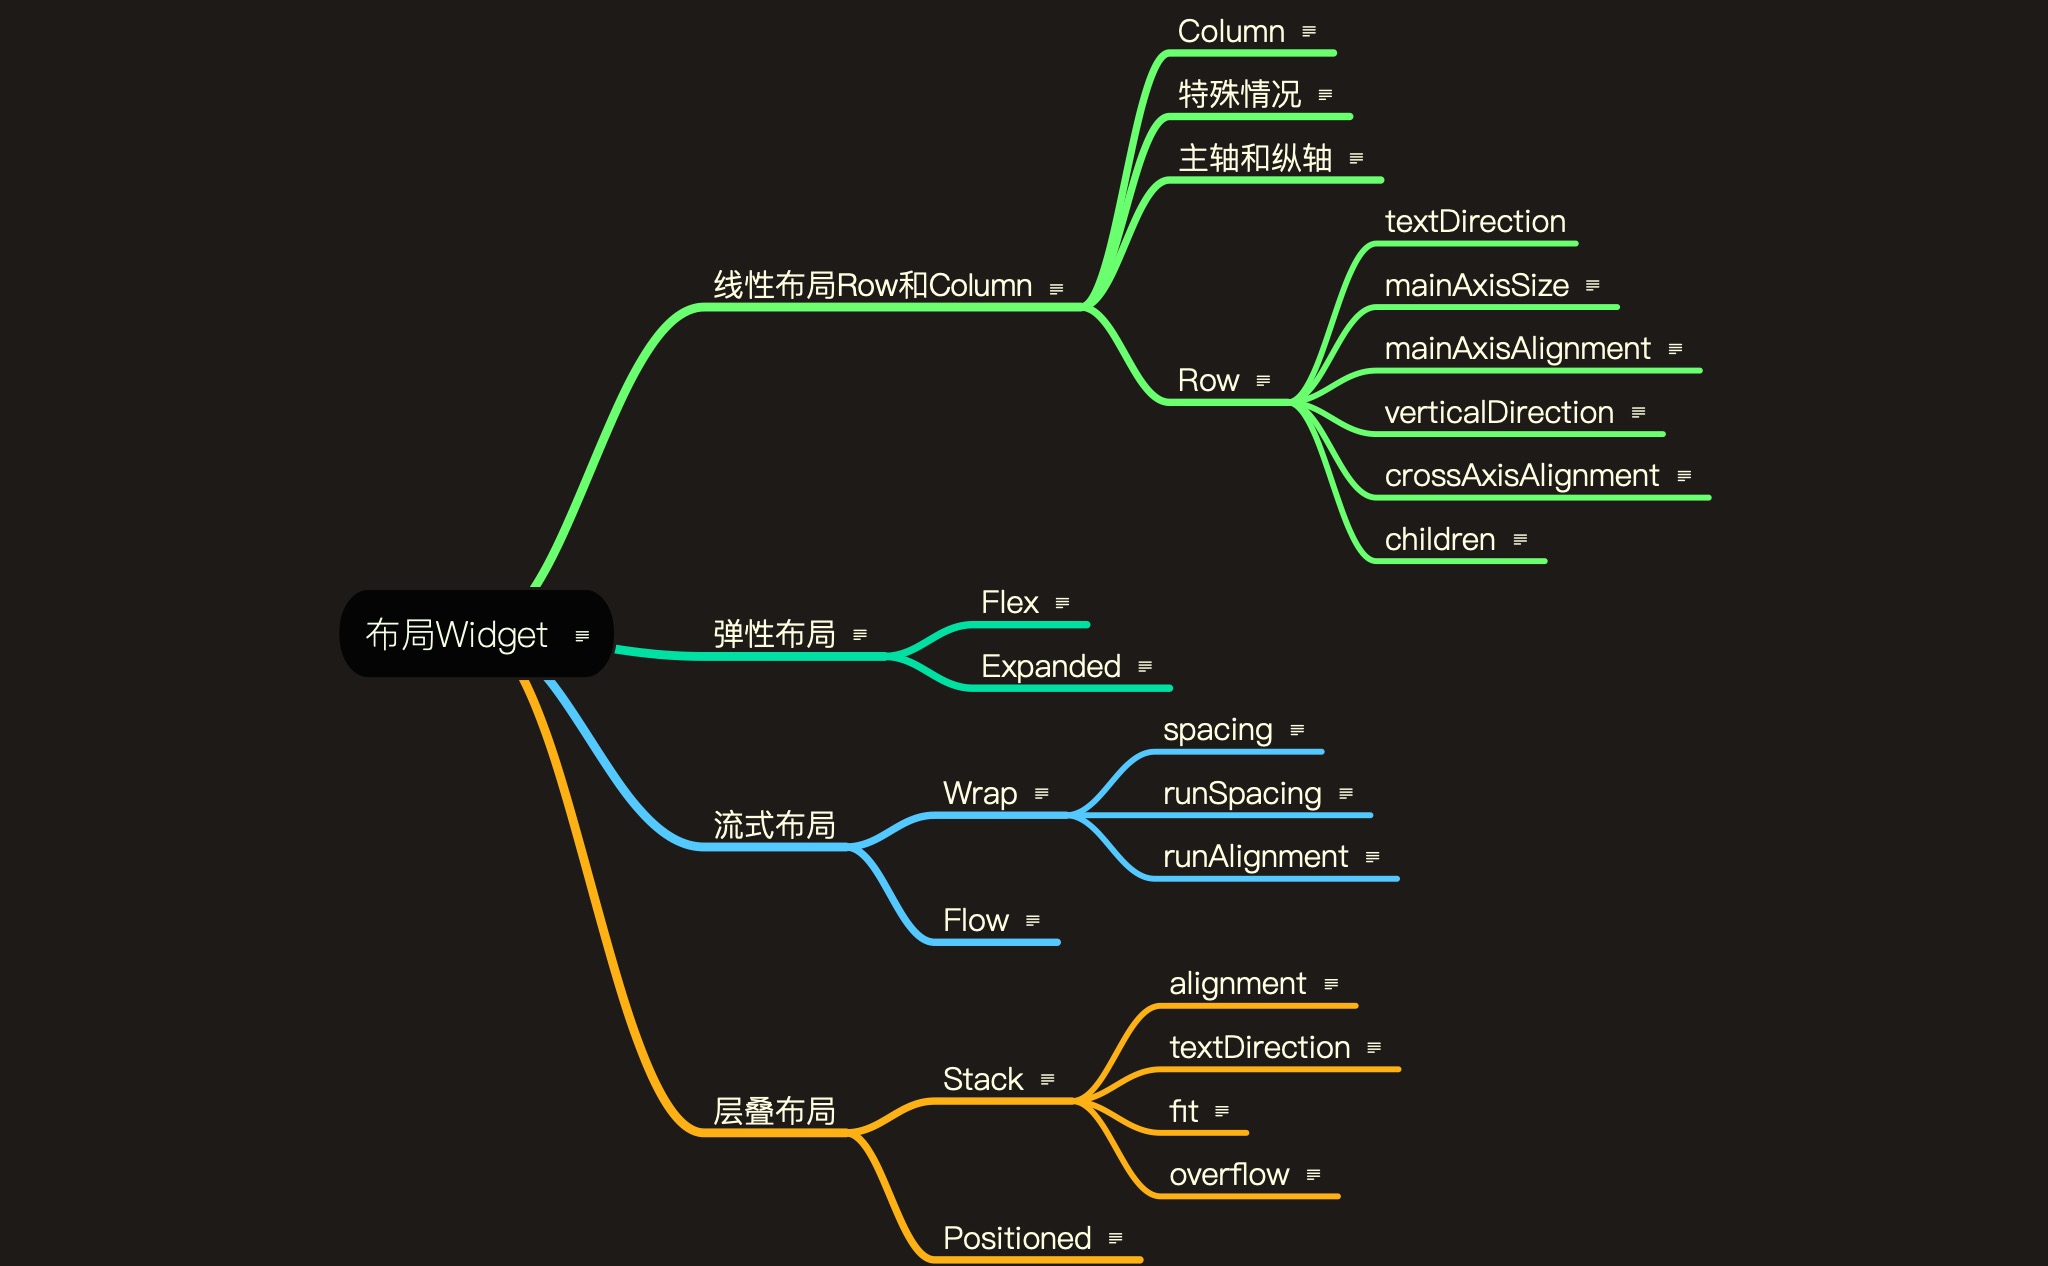 Column
特殊情况
主轴和纵轴
textDirection
线性布局Row和Column
mainAxisSize
mainAxisAlignment
Row
verticalDirection
crossAxisAlignment
children
Flex
布局Widget
弹性布局
Expanded
spacing
Wrap
runSpacing
流式布局
runAlignment
Flow
alignment
textDirection
Stack
层叠布局
fit
overflow
Positioned